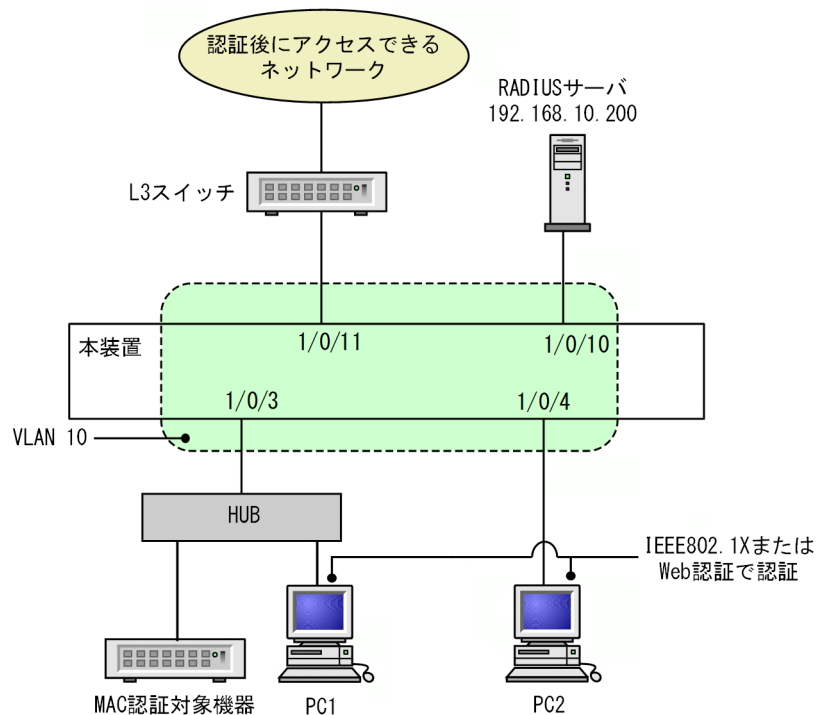 認証後にアクセスできる
ネットワーク
RADIUSサーバ
192.168.10.200
L3スイッチ
本装置
1/0/11
1/0/10
1/0/3
1/0/4
VLAN 10
HUB
IEEE802.1Xまたは
Web認証で認証
MAC認証対象機器
PC1
PC2